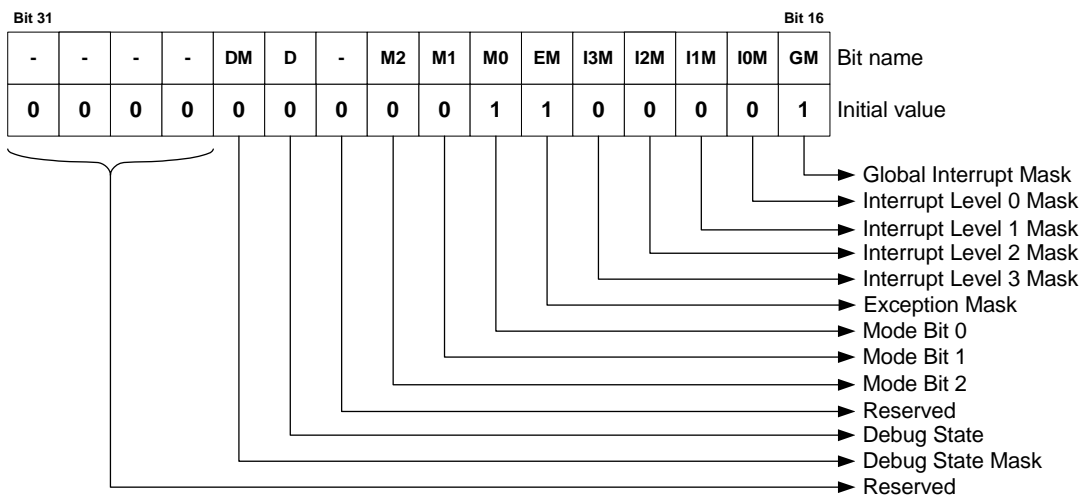 Bit 31 Bit 16
- - - - DM D - M2 M1 M0 EM I3M I2M I1M I0M GM Bit name
0 0 0 0 0 0 0 0 0 1 1 0 0 0 0 1 Initial value
Global Interrupt Mask
Interrupt Level 0 Mask
Interrupt Level 1 Mask
Interrupt Level 2 Mask
Interrupt Level 3 Mask
Exception Mask
Mode Bit 0
Mode Bit 1
Mode Bit 2
Reserved
Debug State
Debug State Mask
Reserved